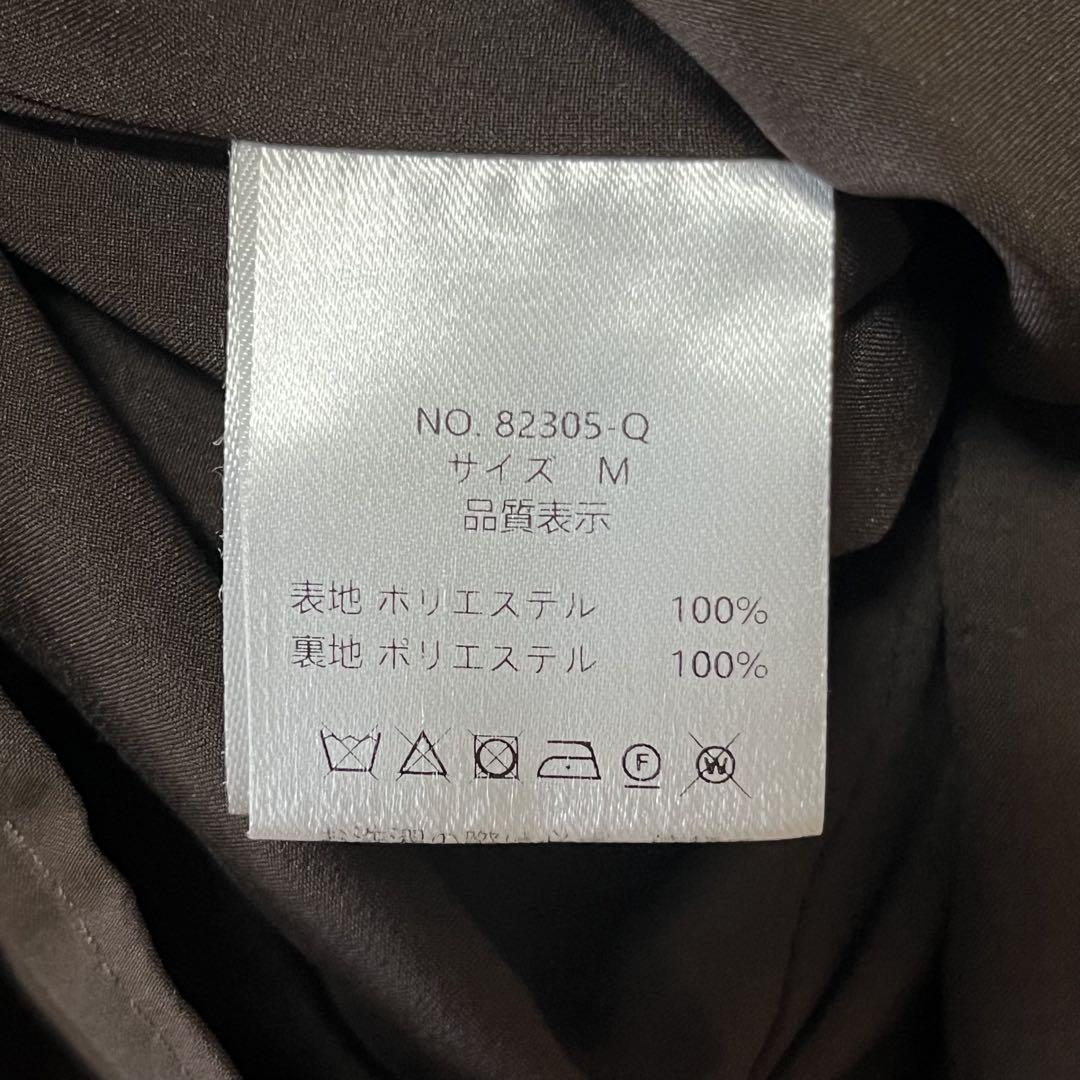 NO. 82305-Q
サイズ M
品質表示
表地 ホリエステル 100%
裏地 ポリエステル 100%
F
W